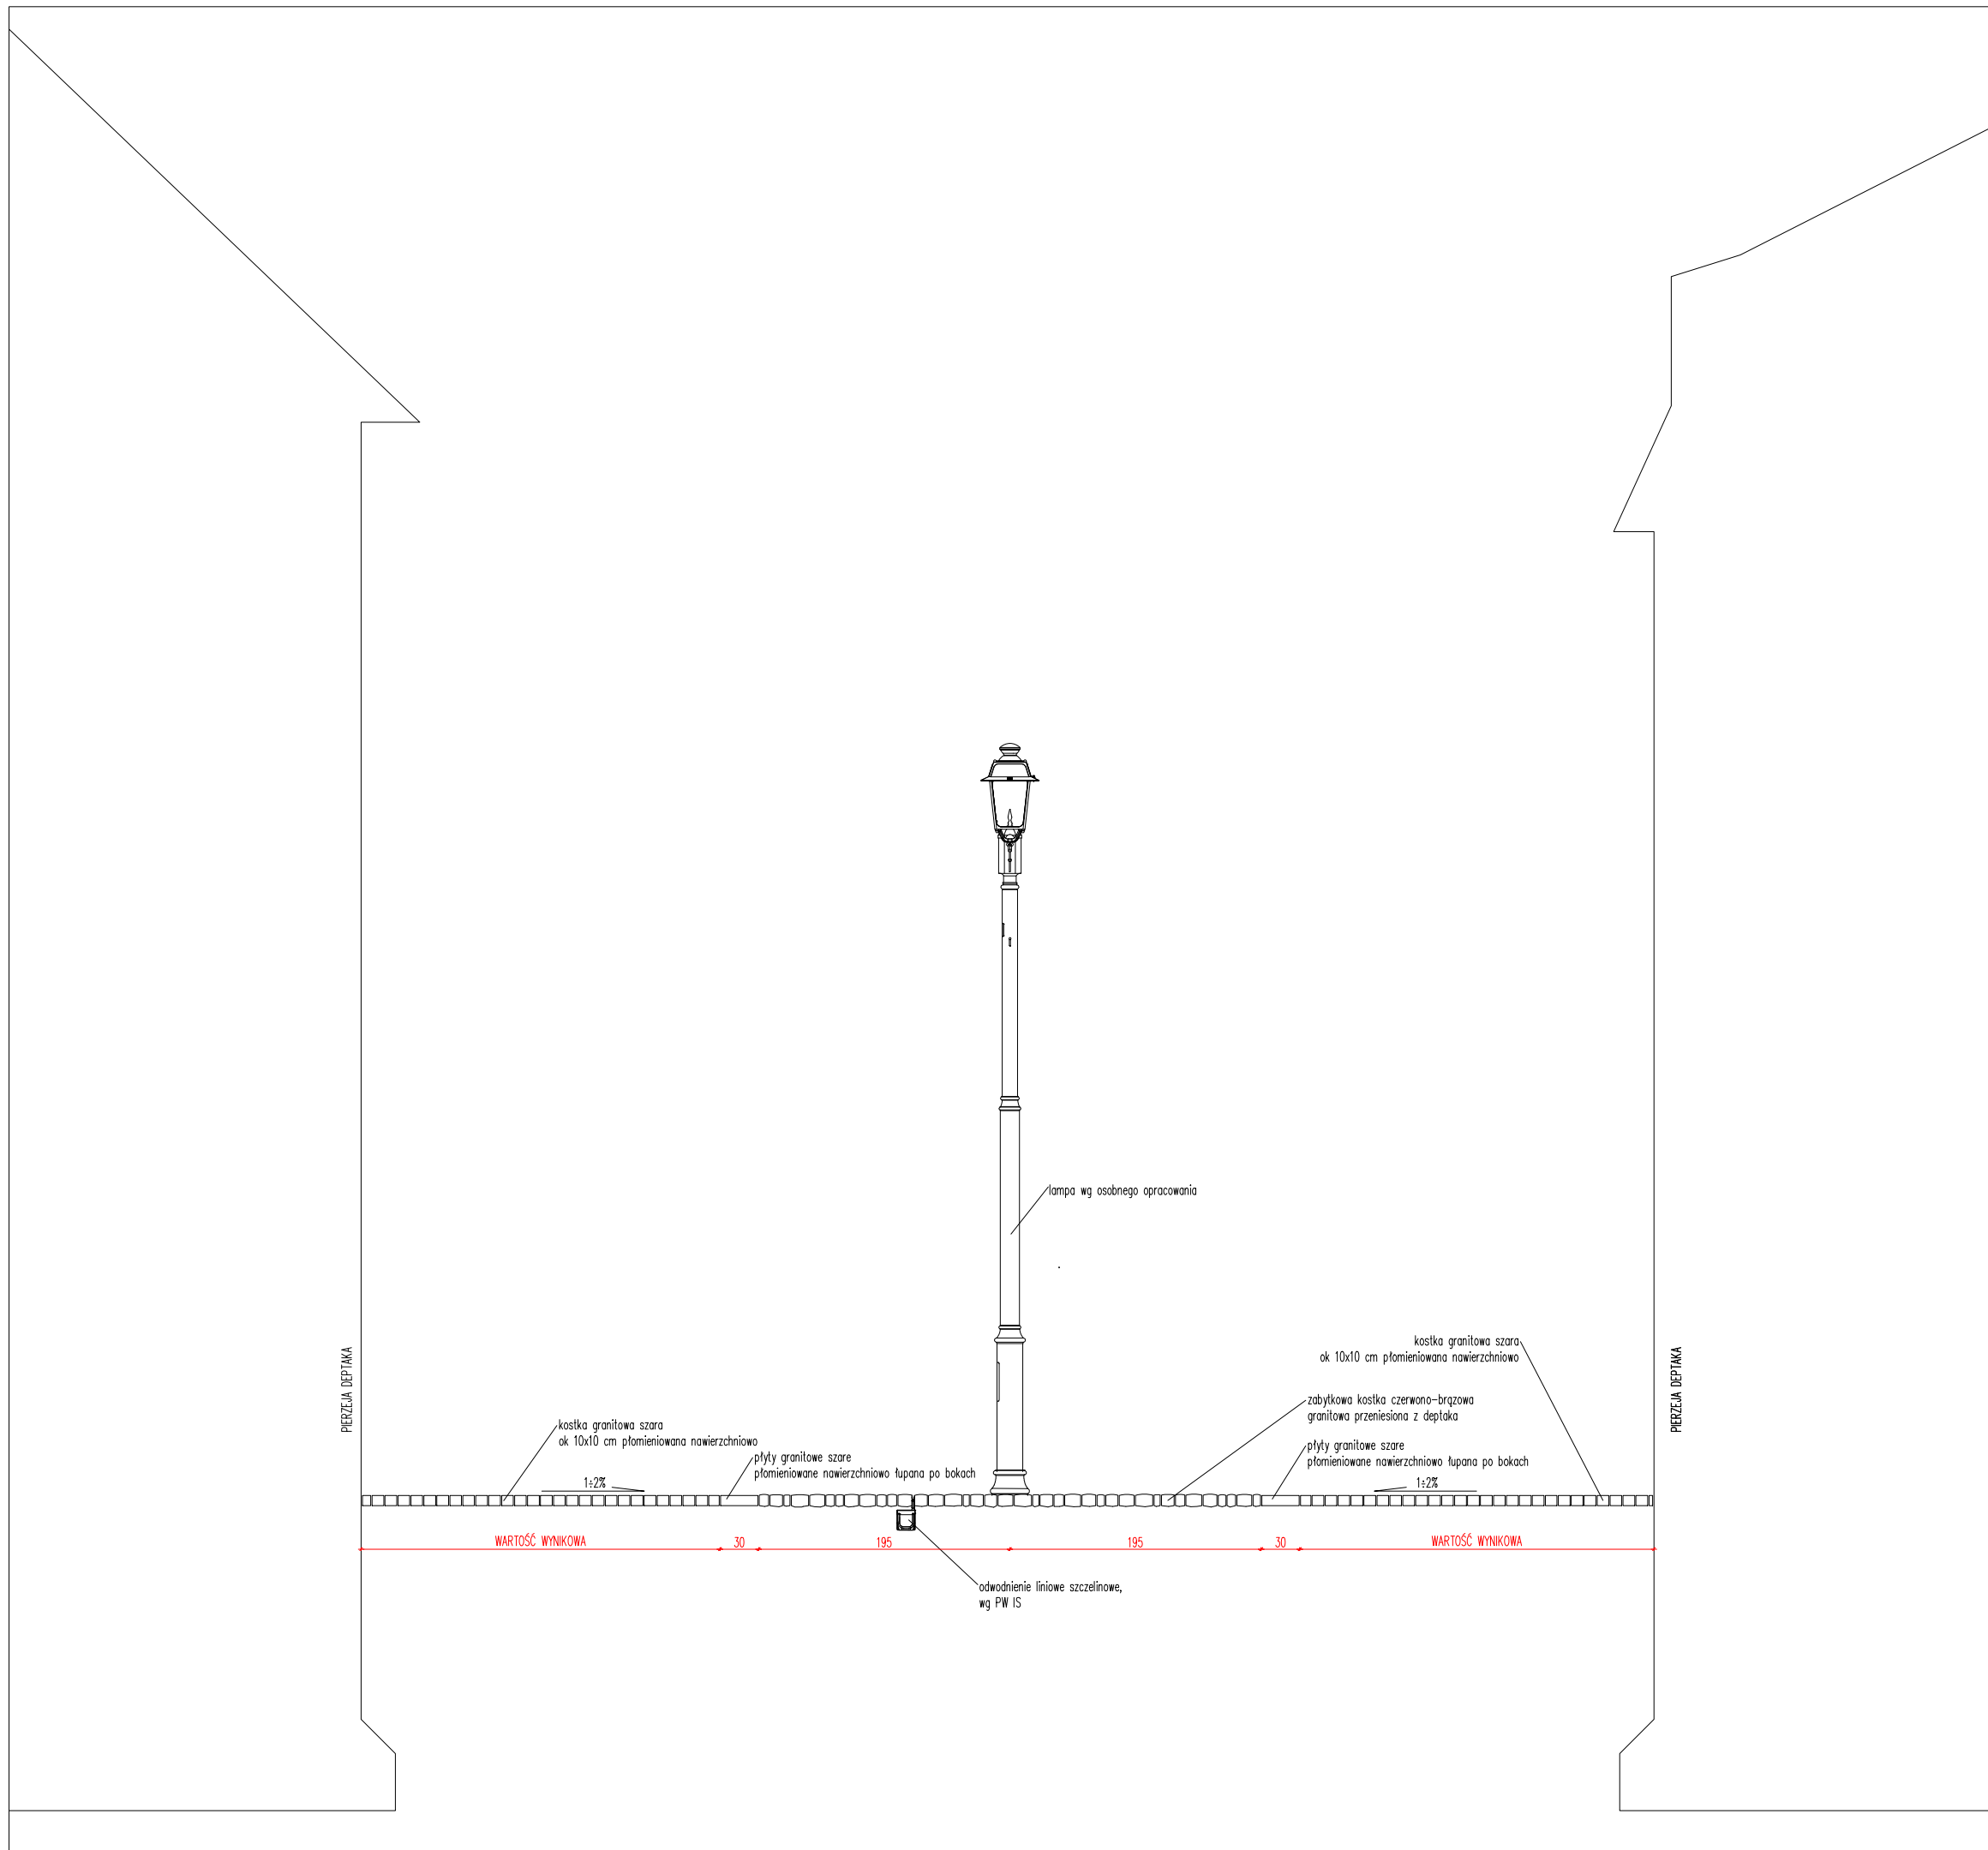 lampa wg osobnego opracowania
PIERZEJA DEPTAKA
kostka granitowa szara
ok 10x10 cm płomieniowana nawierzchniowo
PIERZEJA DEPTAKA
zabytkowa kostka czerwono-brązowa
granitowa przeniesiona z deptaka
kostka granitowa szara
ok 10x10 cm płomieniowana nawierzchniowo
płyty granitowe szare
płomieniowane nawierzchniowo łupana po bokach
płyty granitowe szare
płomieniowane nawierzchniowo łupana po bokach
1÷2%
1÷2%
WARTOŚĆ WYNIKOWA
30
195
195
30
WARTOŚĆ WYNIKOWA
odwodnienie liniowe szczelinowe,
wg PW IS